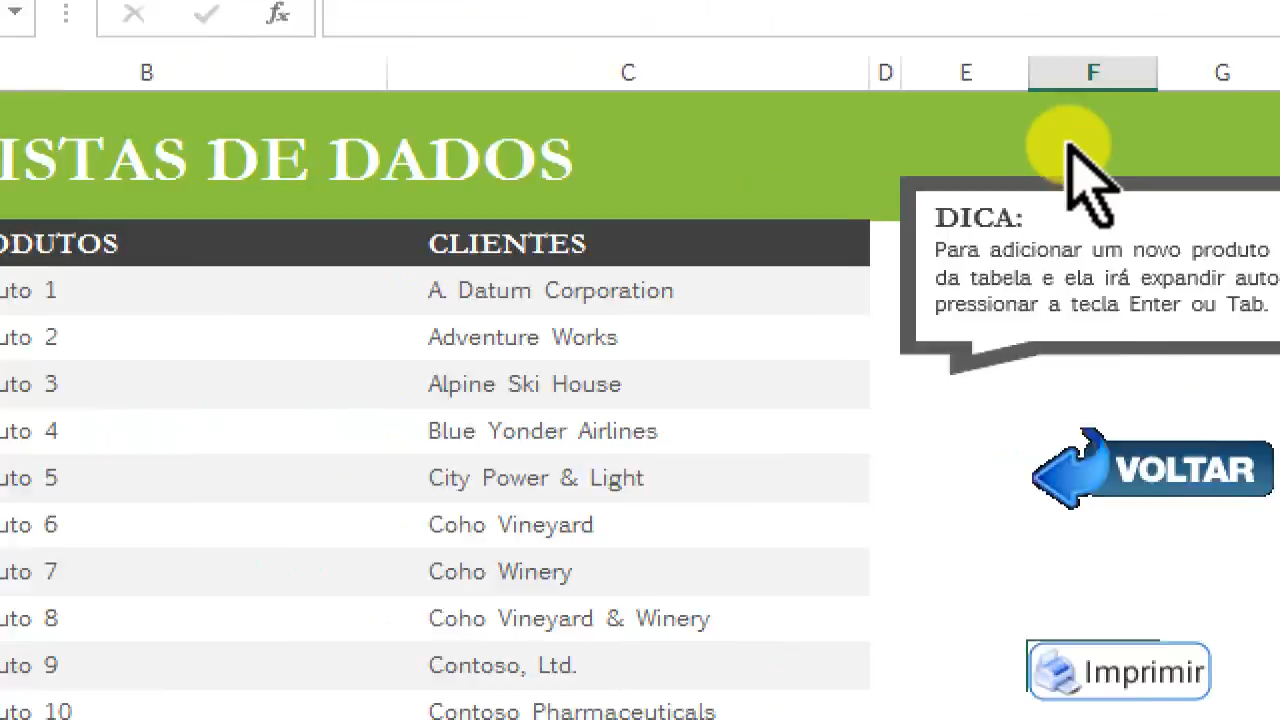 fx
B C D E F G
ISTAS DE DADOS
ODUTOS CLIENTES
DICA:
Para adicionar um novo produto
da tabela e ela irá expandir auto
pressionar a tecla Enter ou Tab.
uto 1 A. Datum Corporation
uto 2 Adventure Works
uto 3 Alpine Ski House
uto 4 Blue Yonder Airlines
uto 5 City Power & Light
VOLTAR
uto 6 Coho Vineyard
uto 7 Coho Winery
uto 8 Coho Vineyard & Winery
uto 9 Contoso, Ltd.
Imprimir
uto 10 Contoso Pharmaceuticals